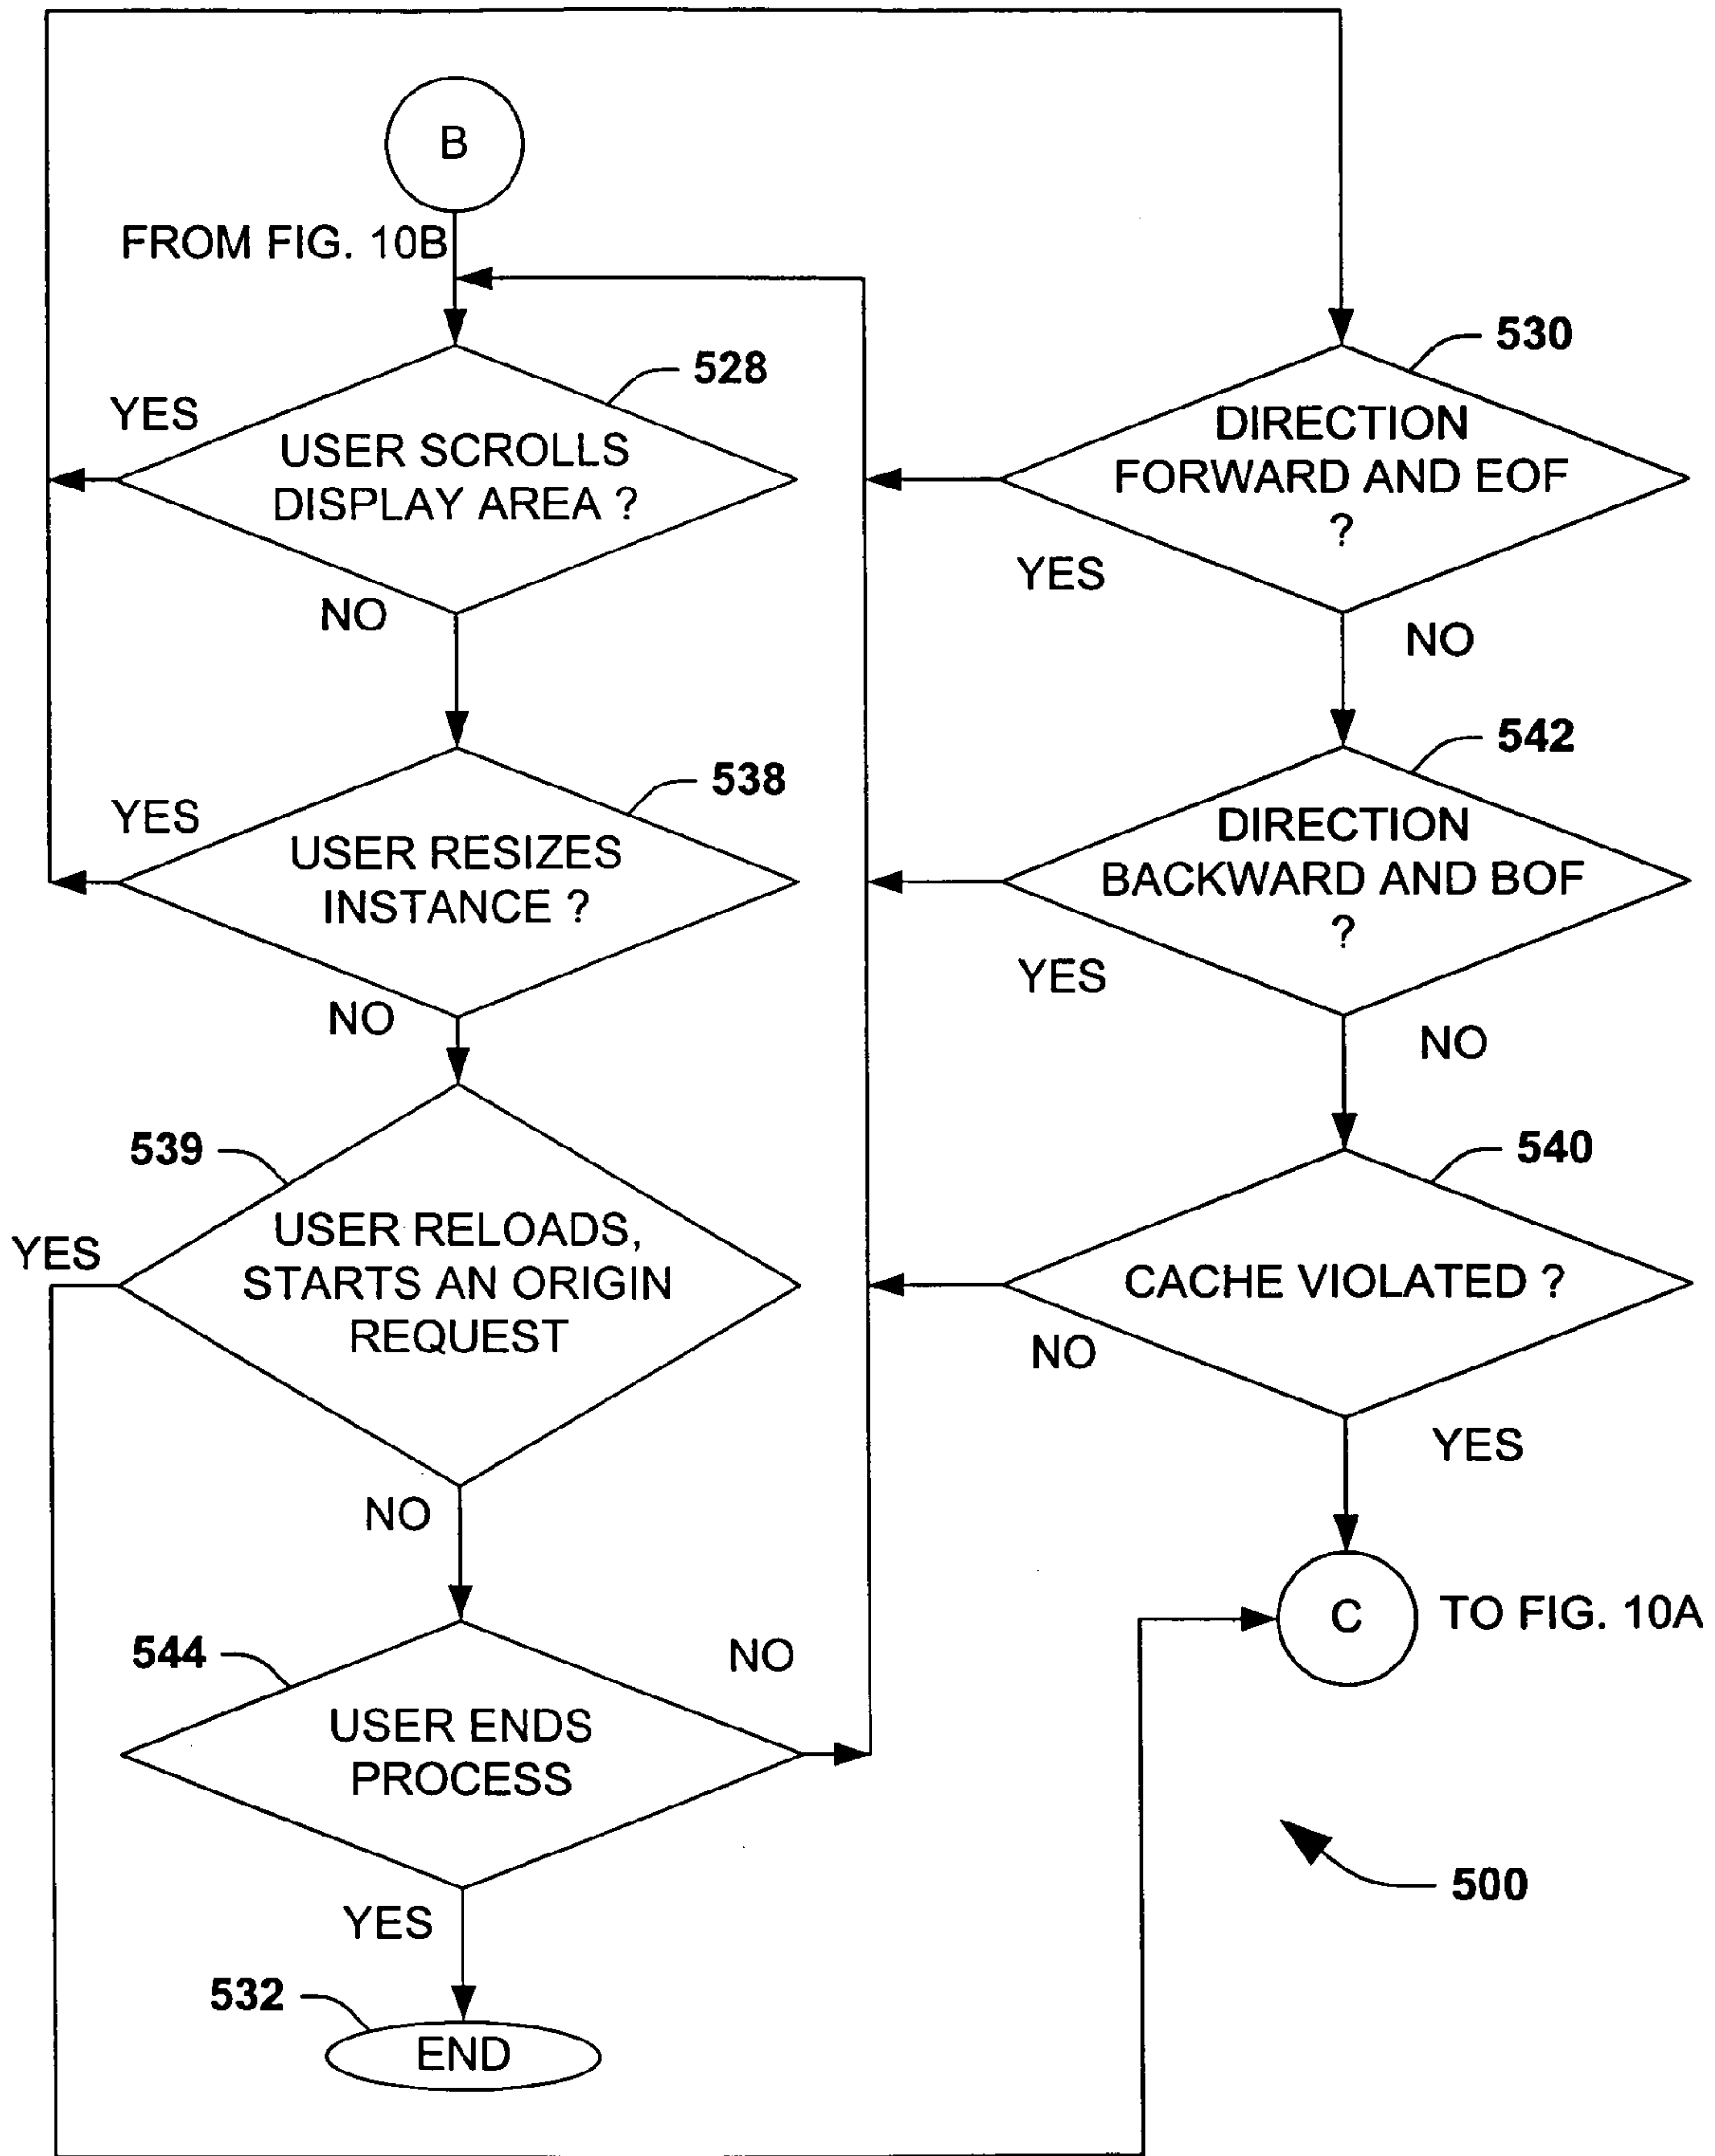 B
FROM FIG. 10B
528
YES
USER SCROLLS
DISPLAY AREA ?
NO
538
YES
USER RESIZES
INSTANCE ?
NO
539
YES
USER RELOADS,
STARTS AN ORIGIN
REQUEST
NO
544
NO
USER ENDS
PROCESS
YES
532
END
530
DIRECTION
FORWARD AND EOF
?
YES
NO
542
DIRECTION
BACKWARD AND BOF
?
YES
NO
540
CACHE VIOLATED ?
NO
YES
C
TO FIG. 10A
500